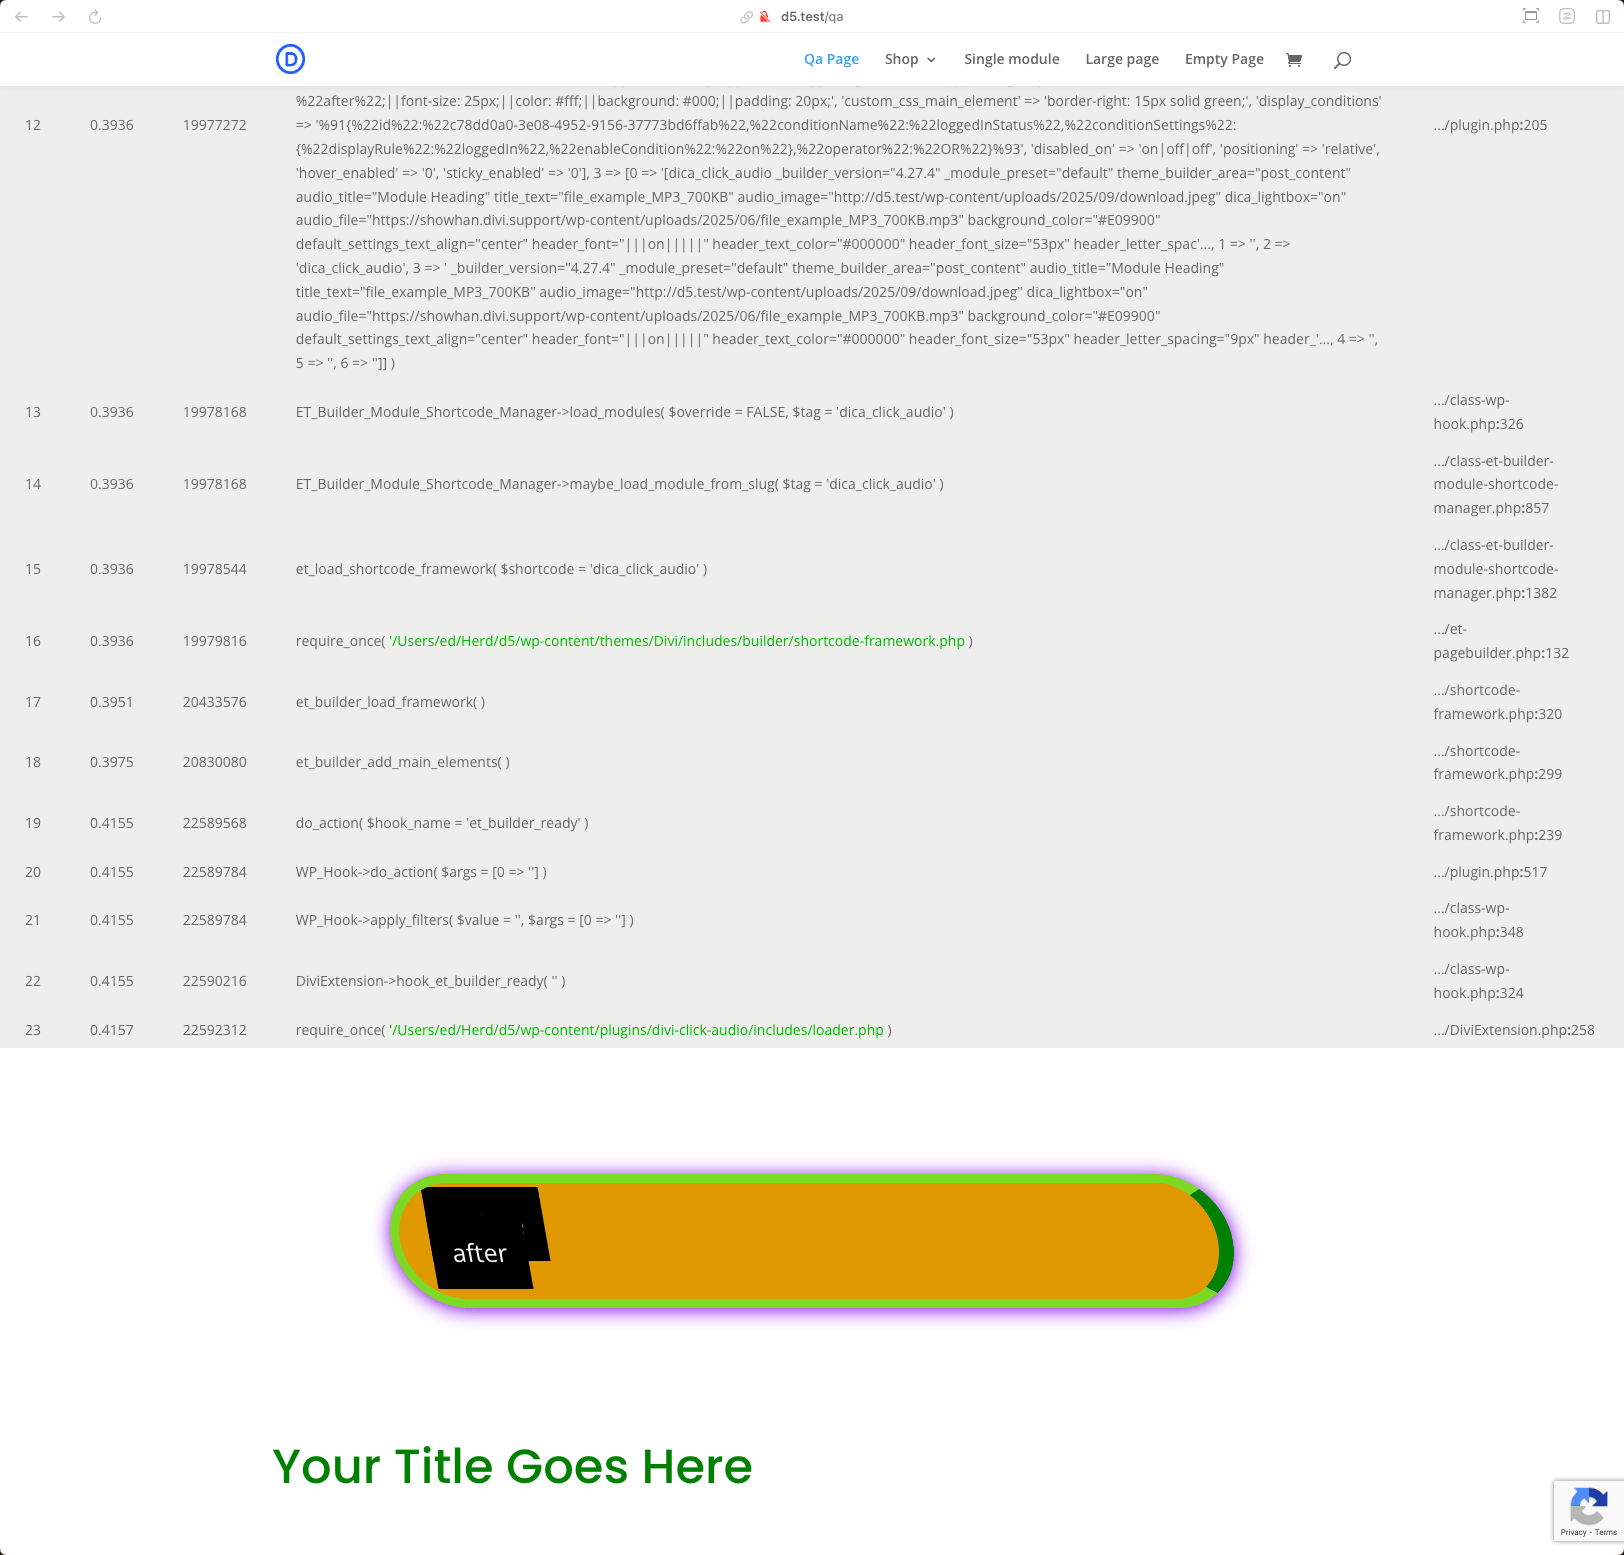 d5.test/qa
D
Qa Page
Shop
Single module
Large page
Empty Page
%22after%22;||font-size: 25px;||color: #fff;||background: #000;||padding: 20px;', 'custom_css_main_element' => 'border-right: 15px solid green;', 'display_conditions'
12 0.3936 19977272 => '%91{%22id%22:%22c78dd0a0-3e08-4952-9156-37773bd6ffab%22,%22conditionName%22:%22loggedInStatus%22,%22conditionSettings%22: .../plugin.php:205
{%22displayRule%22:%22loggedIn%22,%22enableCondition%22:%22on%22},%22operator%22:%22OR%22}%93', 'disabled_on' => 'on|off|off', 'positioning' => 'relative',
'hover_enabled' => '0', 'sticky_enabled' => '0'], 3 => [0 => '[dica_click_audio _builder_version="4.27.4" _module_preset="default" theme_builder_area="post_content"
audio_title="Module Heading" title_text="file_example_MP3_700KB" audio_image="http://d5.test/wp-content/uploads/2025/09/download.jpeg" dica_lightbox="on"
audio_file="https://showhan.divi.support/wp-content/uploads/2025/06/file_example_MP3_700KB.mp3" background_color="#E09900"
default_settings_text_align="center" header_font="|||on|||||" header_text_color="#000000" header_font_size="53px" header_letter_spac'..., 1 => '', 2 =>
'dica_click_audio', 3 => ' _builder_version="4.27.4" _module_preset="default" theme_builder_area="post_content" audio_title="Module Heading"
title_text="file_example_MP3_700KB" audio_image="http://d5.test/wp-content/uploads/2025/09/download.jpeg" dica_lightbox="on"
audio_file="https://showhan.divi.support/wp-content/uploads/2025/06/file_example_MP3_700KB.mp3" background_color="#E09900"
default_settings_text_align="center" header_font="|||on|||||" header_text_color="#000000" header_font_size="53px" header_letter_spacing="9px" header_'..., 4 => '',
5 => '', 6 => '']] )
13 0.3936 19978168 ET_Builder_Module_Shortcode_Manager->load_modules( $override = FALSE, $tag = 'dica_click_audio' ) .../class-wp-
hook.php:326
14 0.3936 19978168 ET_Builder_Module_Shortcode_Manager->maybe_load_module_from_slug( $tag = 'dica_click_audio' ) .../class-et-builder-
module-shortcode-
manager.php:857
15 0.3936 19978544 et_load_shortcode_framework( $shortcode = 'dica_click_audio' ) .../class-et-builder-
module-shortcode-
manager.php:1382
16 0.3936 19979816 require_once( '/Users/ed/Herd/d5/wp-content/themes/Divi/includes/builder/shortcode-framework.php ) .../et-
pagebuilder.php:132
17 0.3951 20433576 et_builder_load_framework( ) .../shortcode-
framework.php:320
18 0.3975 20830080 et_builder_add_main_elements( ) .../shortcode-
framework.php:299
19 0.4155 22589568 do_action( $hook_name = 'et_builder_ready' ) .../shortcode-
framework.php:239
20 0.4155 22589784 WP_Hook->do_action( $args = [0 => ''] ) .../plugin.php:517
21 0.4155 22589784 WP_Hook->apply_filters( $value = '', $args = [0 => ''] ) .../class-wp-
hook.php:348
22 0.4155 22590216 DiviExtension->hook_et_builder_ready( '' ) .../class-wp-
hook.php:324
23 0.4157 22592312 require_once( '/Users/ed/Herd/d5/wp-content/plugins/divi-click-audio/includes/loader.php ) .../DiviExtension.php:258
after
Your Title Goes Here
Privacy - Terms